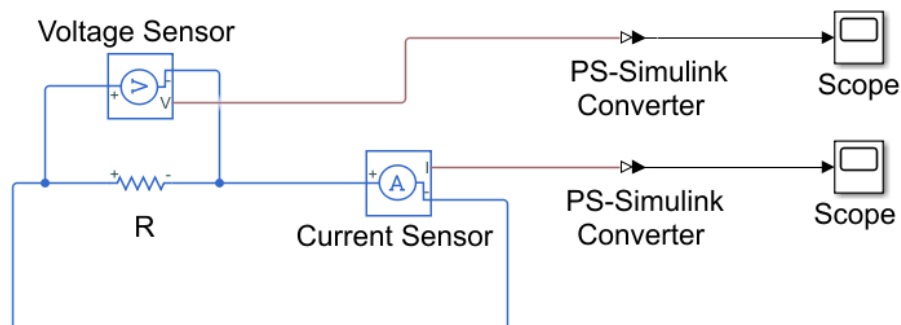 Voltage Sensor
+
-
V
V
PS-Simulink
Converter
Scope
+
-
R
+
A
I
-
Current Sensor
PS-Simulink
Converter
Scope